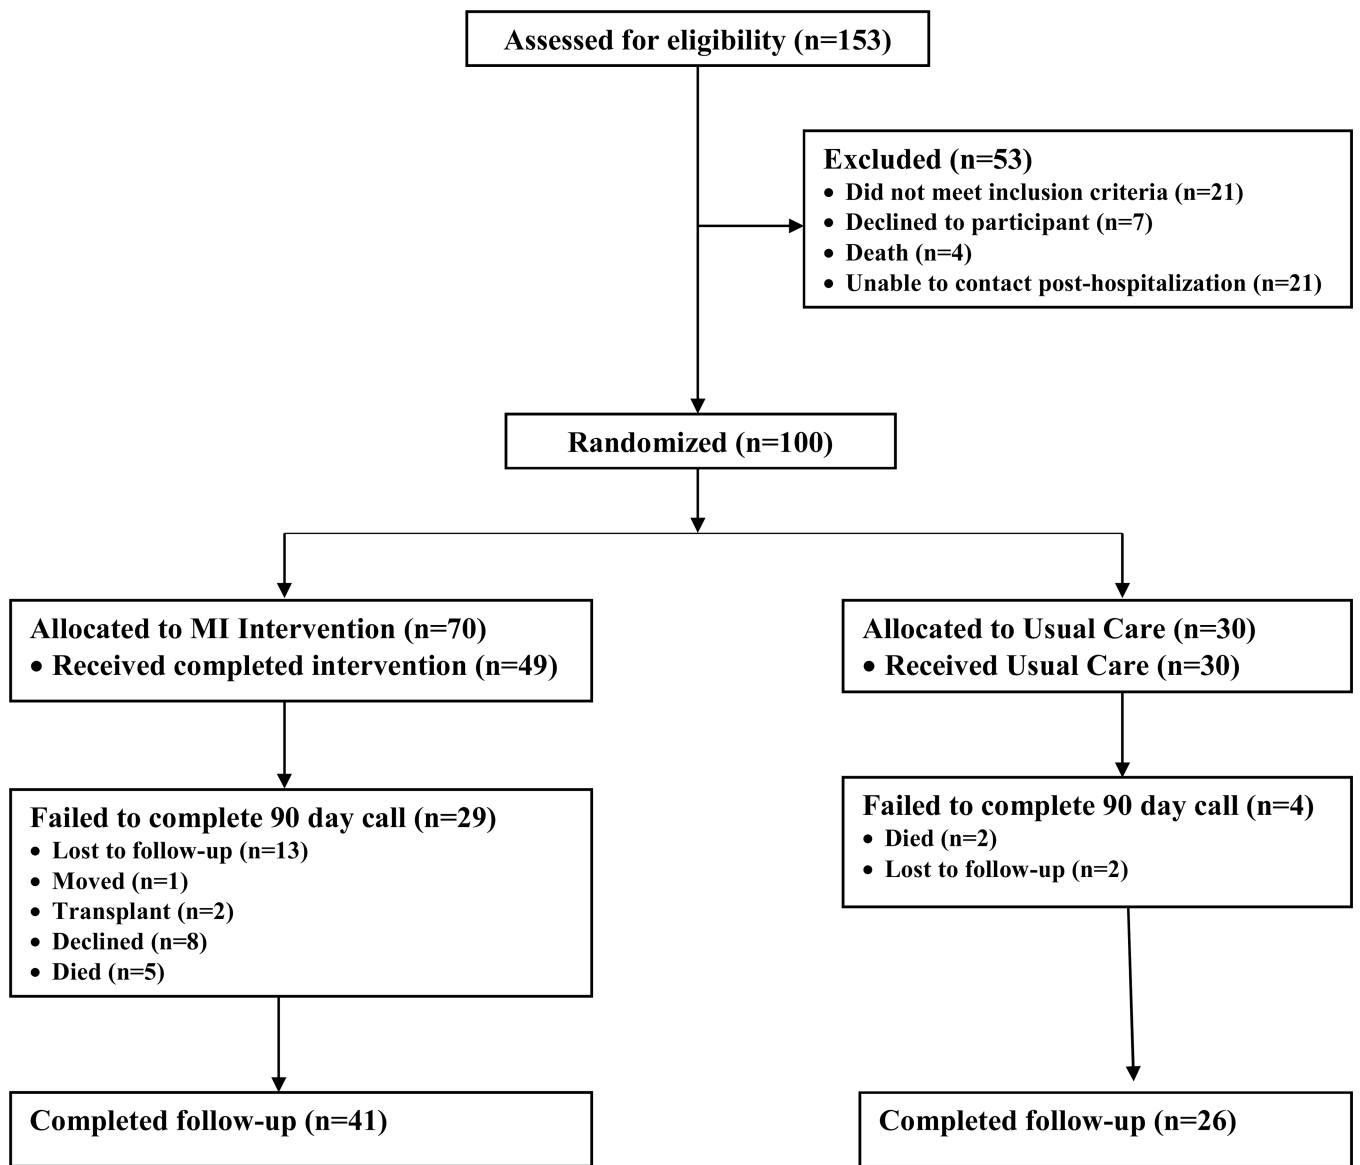 Assessed for eligibility (n=153)
Excluded (n=53)
• Did not meet inclusion criteria (n=21)
• Declined to participant (n=7)
• Death (n=4)
• Unable to contact post-hospitalization (n=21)
Randomized (n=100)
Allocated to MI Intervention (n=70)
• Received completed intervention (n=49)
Allocated to Usual Care (n=30)
• Received Usual Care (n=30)
Failed to complete 90 day call (n=29)
• Lost to follow-up (n=13)
• Moved (n=1)
• Transplant (n=2)
• Declined (n=8)
• Died (n=5)
Failed to complete 90 day call (n=4)
• Died (n=2)
• Lost to follow-up (n=2)
Completed follow-up (n=41)
Completed follow-up (n=26)